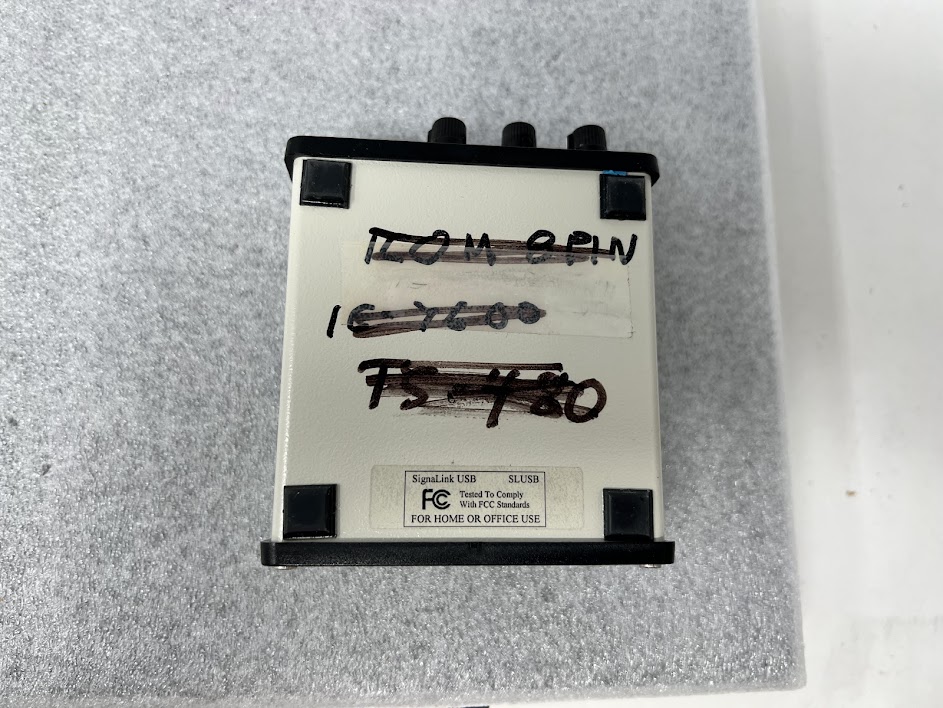 ICOM 8PIN
IC-7600
TS-480
SignaLink USB SLUSB
FC Tested To Comply
With FCC Standards
FOR HOME OR OFFICE USE